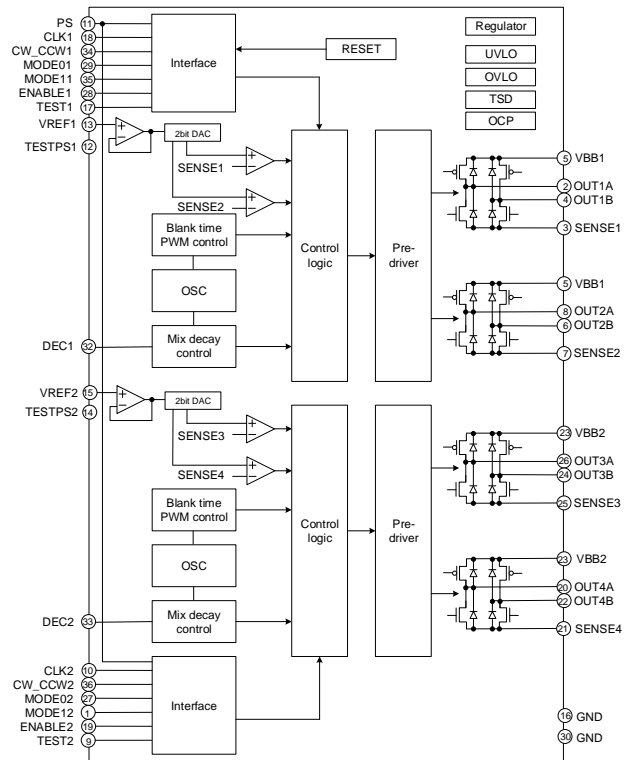 PS 11
CLK1 18
CW_CCW1 34
MODE01 29
MODE11 35
ENABLE1 28
TEST1 17
VREF1 13
TESTPS1 12
Interface
RESET
Regulator
UVLO
OVLO
TSD
OCP
2bit DAC
SENSE1
SENSE2
Blank time
PWM control
OSC
Mix decay
control
DEC1 32
Control
logic
Pre-
driver
5 VBB1
2 OUT1A
4 OUT1B
3 SENSE1
5 VBB1
8 OUT2A
6 OUT2B
7 SENSE2
VREF2 15
TESTPS2 14
2bit DAC
SENSE3
SENSE4
Blank time
PWM control
OSC
Mix decay
control
DEC2 33
Control
logic
Pre-
driver
23 VBB2
26 OUT3A
24 OUT3B
25 SENSE3
23 VBB2
20 OUT4A
22 OUT4B
21 SENSE4
CLK2 10
CW_CCW2 36
MODE02 27
MODE12 1
ENABLE2 19
TEST2 9
Interface
16 GND
30 GND